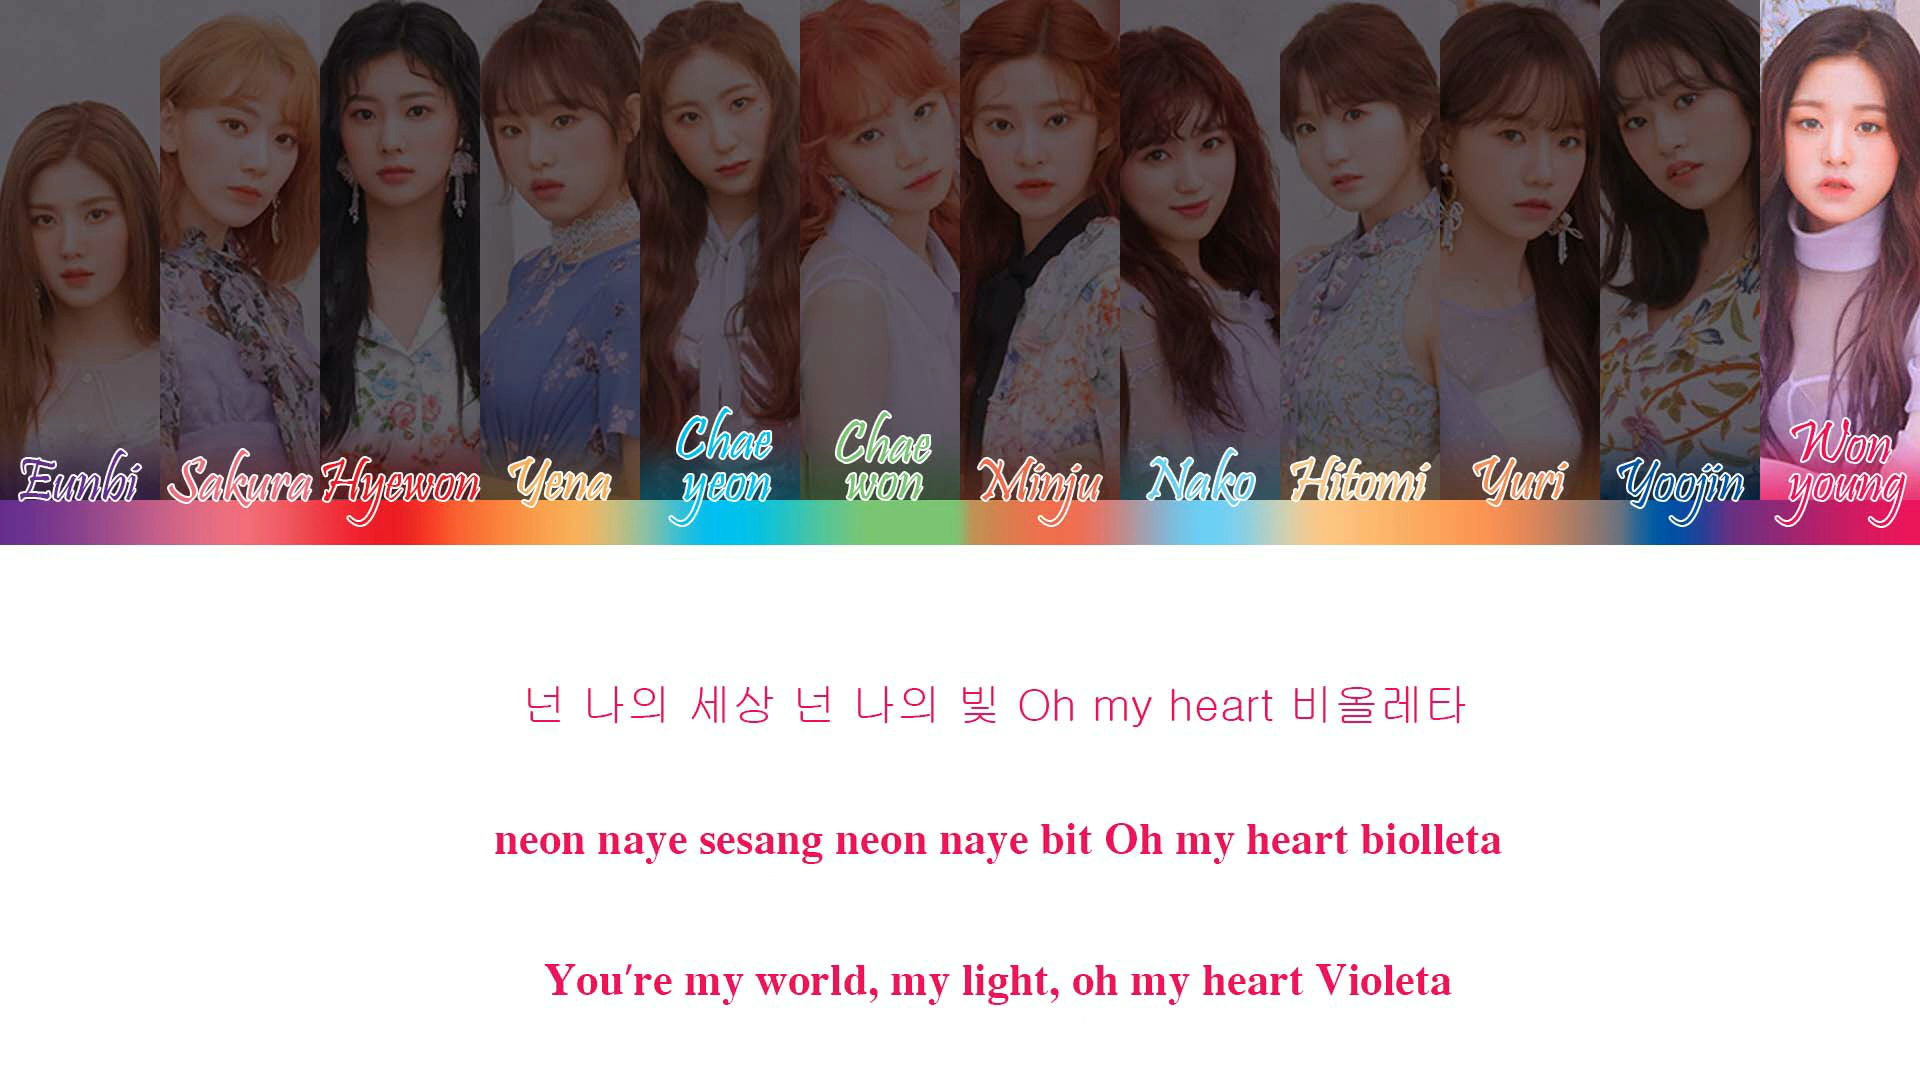 Eunbi
Sakura
Hyewon
Yena
Chae
yeon
Chae
won
Minju
Nako
Hitomi
Yuri
Yoojin
Won
young
넌 나의 세상 넌 나의 빛 Oh my heart 비올레타
neon naye sesang neon naye bit Oh my heart biolleta
You're my world, my light, oh my heart Violeta